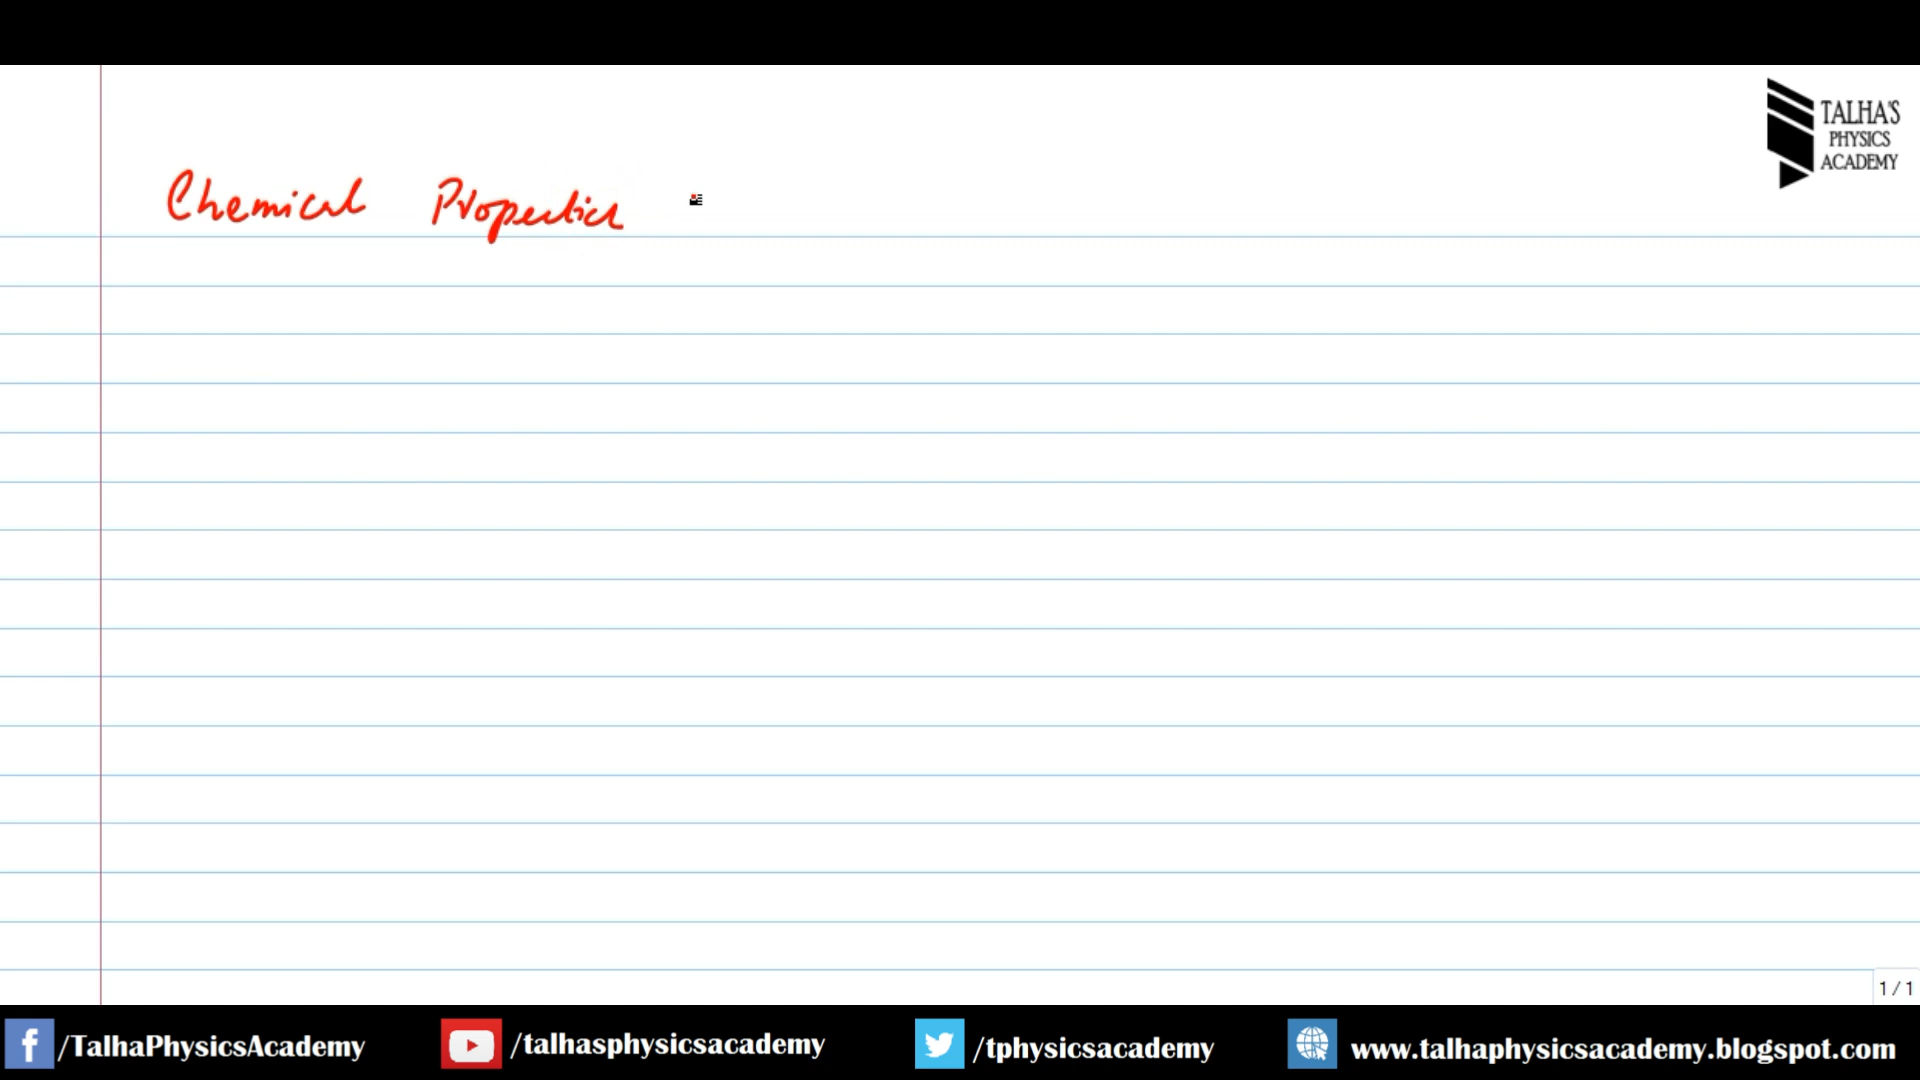 TALHA'S
PHYSICS
ACADEMY
Chemical Properties
1 / 1
/TalhaPhysicsAcademy
/talhasphysicsacademy
/tphysicsacademy
www.talhaphysicsacademy.blogspot.com